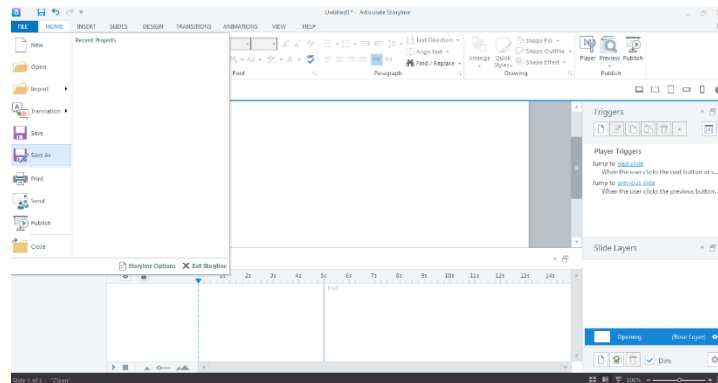 Untitled1* - Articulate Storyline
FILE HOME INSERT SLIDES DESIGN TRANSITIONS ANIMATIONS VIEW HELP
New
Open
Import
Translation
Save
Save As
Print
Send
Publish
Close
Recent Projects
Storyline Options Exit Storyline
Font
Text Direction
Align Text
Find / Replace
Paragraph
Arrange
Quick Styles
Shape Fill
Shape Outline
Shape Effect
Drawing
Player Preview Publish
Publish
Triggers
Player Triggers
Jump to next slide
When the user clicks the next button or s...
Jump to previous slide
When the user clicks the previous button...
Slide Layers
Opening (Base Layer)
Dim
1s 2s 3s 4s 5s 6s 7s 8s 9s 10s 11s 12s 13s 14s
End
Slide 1 of 1 "Clean"
100%